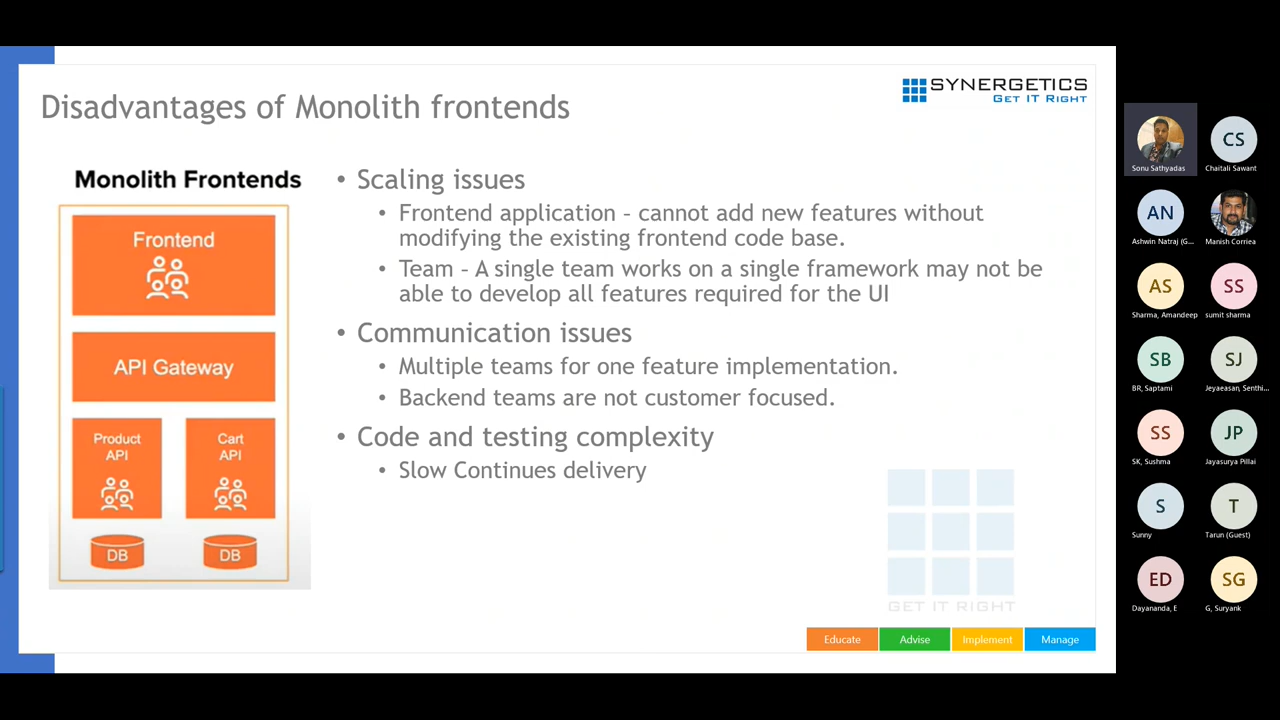 Disadvantages of Monolith frontends
SYNERGETICS
GET IT RIGHT
Monolith Frontends
Frontend
API Gateway
Product
API
Cart
API
DB
DB
• Scaling issues
• Frontend application – cannot add new features without
modifying the existing frontend code base.
• Team – A single team works on a single framework may not be
able to develop all features required for the UI
• Communication issues
• Multiple teams for one feature implementation.
• Backend teams are not customer focused.
• Code and testing complexity
• Slow Continues delivery
GET IT RIGHT
Educate
Advise
Implement
Manage
Sonu Sathyadas
CS
Chaitali Sawant
AN
Ashwin Natraj (G...
Manish Correa
AS
Sharma, Amandeep
SS
sumit sharma
SB
BR, Saptami
SJ
Jeyaeasan, Senthi...
SS
SK, Sushma
JP
Jayasurya Pillai
S
Sunny
T
Tarun (Guest)
ED
Dayananda, E
SG
G, Suryank